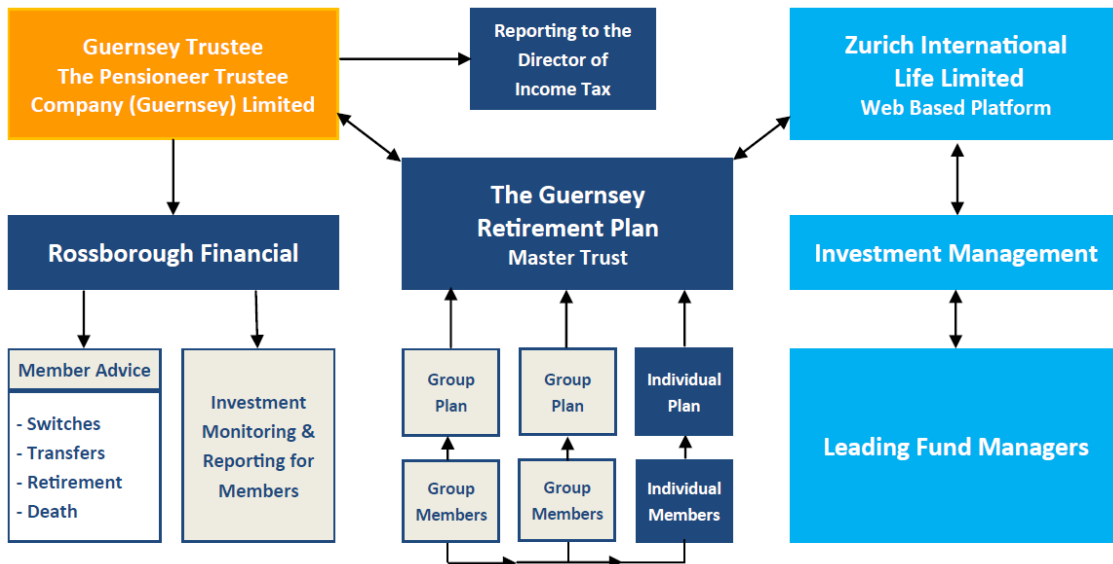 Guernsey Trustee
The Pensioneer Trustee
Company (Guernsey) Limited
Reporting to the
Director of
Income Tax
Zurich International
Life Limited
Web Based Platform
The Guernsey
Retirement Plan
Master Trust
Rossborough Financial
Investment Management
Member Advice
- Switches
- Transfers
- Retirement
- Death
Investment
Monitoring &
Reporting for
Members
Group
Plan
Group
Plan
Individual
Plan
Group
Members
Group
Members
Individual
Members
Leading Fund Managers